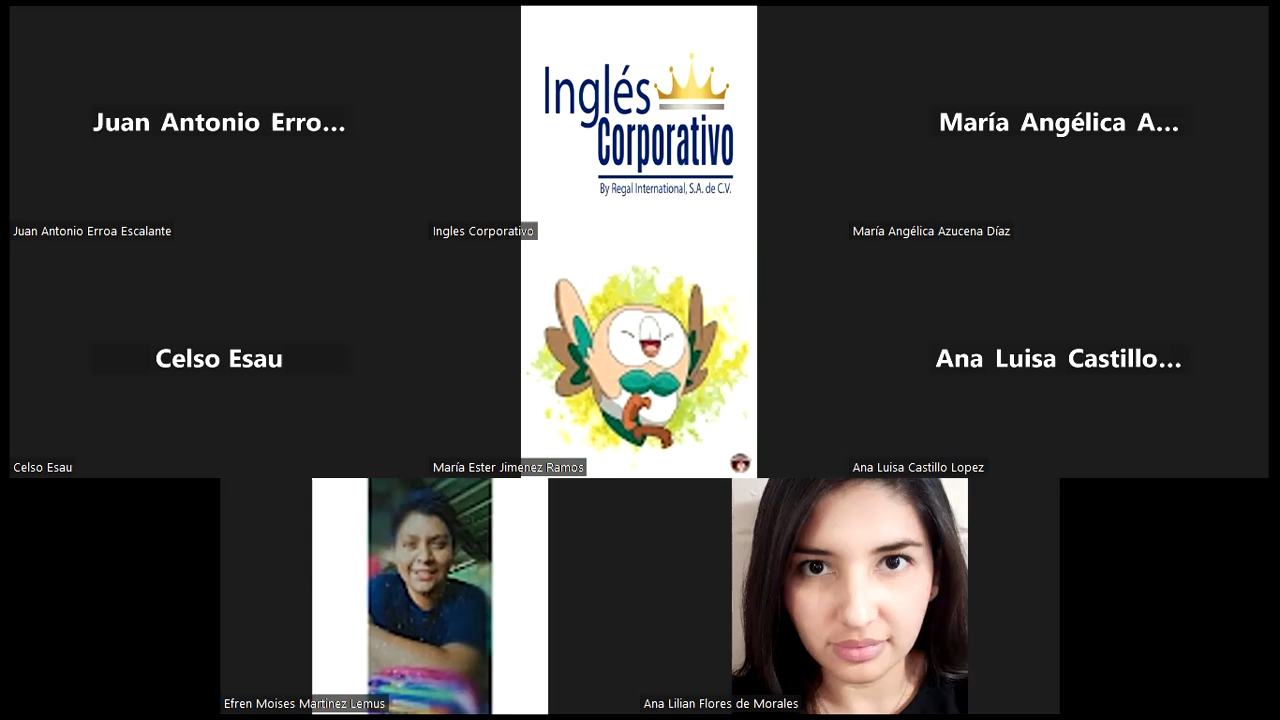 Juan Antonio Erro...
Inglés
Corporativo
By Regal International, S.A. de C.V.
María Angélica A...
Juan Antonio Erroa Escalante
Ingles Corporativo
María Angélica Azucena Díaz
Celso Esau
Ana Luisa Castillo...
Celso Esau
María Ester Jimenez Ramos
Ana Luisa Castillo Lopez
Efren Moises Martinez Lemus
Ana Lilian Flores de Morales